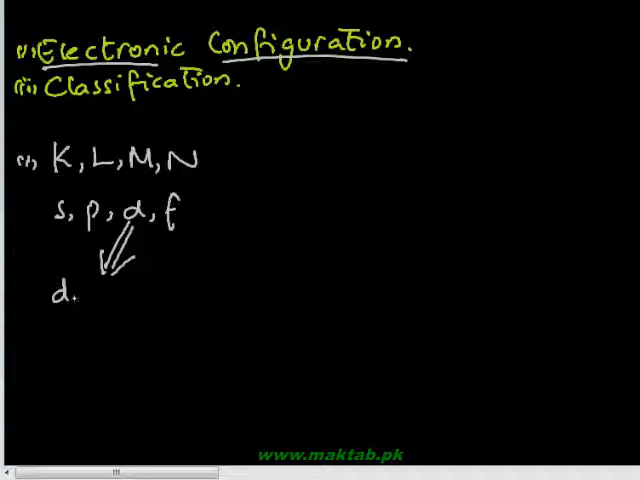 (i), Electronic Configuration.
(ii), Classification.
(i), K, L, M, N
s, p, d, f
d.
www.maktab.pk